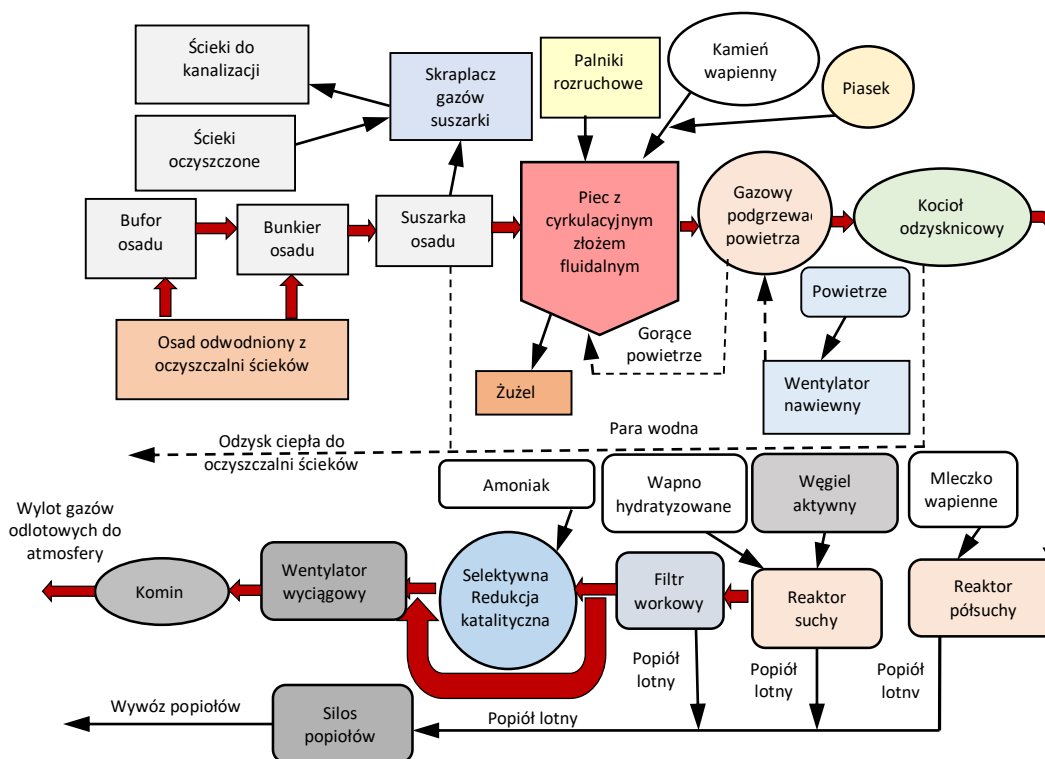 Ścieki do
kanalizacji
Skraplacz
gazów
suszarki
Palniki
rozruchowe
Kamień
wapienny
Piasek
Ścieki
oczyszczone
Bufor
osadu
Bunkier
osadu
Suszarka
osadu
Piec z
cyrkulacyjnym
złożem
fluidalnym
Gazowy
podgrzewac
powietrza
Kocioł
odzysknicowy
Osad odwodniony z
oczyszczalni ścieków
Żużel
Gorące
powietrze
Powietrze
Wentylator
nawiewny
Odzysk ciepła do
oczyszczalni ścieków
Para wodna
Wylot gazów
odlotowych do
atmosfery
Amoniak
Wapno
hydratyzowane
Węgiel
aktywny
Mleczko
wapienne
Komin
Wentylator
wyciągowy
Selektywna
Redukcja
katalityczna
Filtr
workowy
Reaktor
suchy
Reaktor
półsuchy
Popiół
lotny
Popiół
lotny
Popiół
lotny
Wywóz popiołów
Silos
popiołów
Popiół lotny